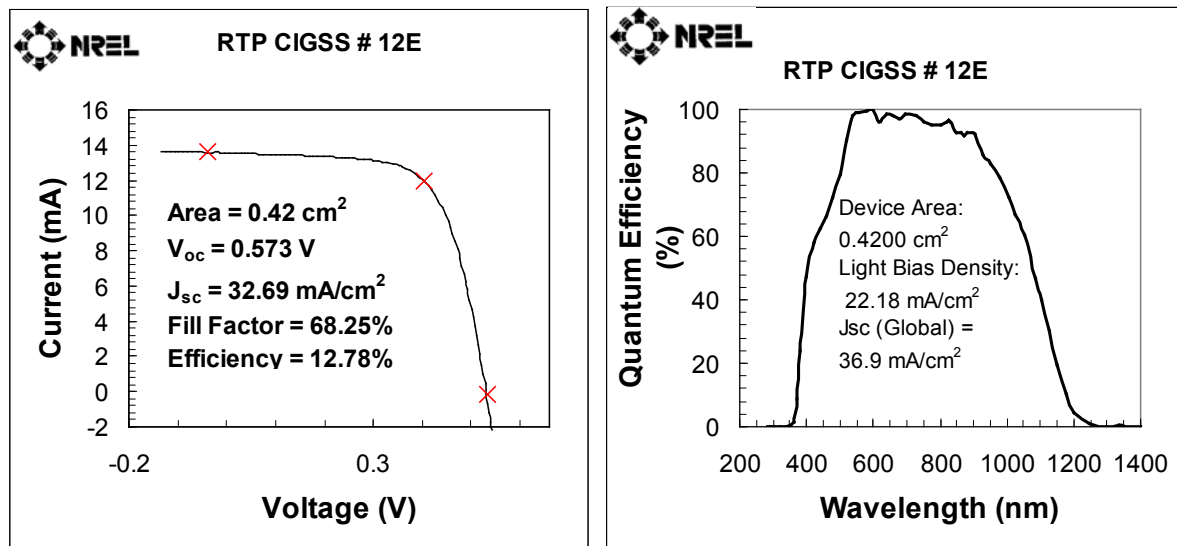 NREL
RTP CIGSS # 12E
16
14
12
10
8
6
4
2
0
-2
-0.2
0.3
Current (mA)
Voltage (V)
Area = 0.42 cm²
Voc = 0.573 V
Jsc = 32.69 mA/cm²
Fill Factor = 68.25%
Efficiency = 12.78%
NREL
RTP CIGSS # 12E
100
80
60
40
20
0
200 400 600 800 1000 1200 1400
Quantum Efficiency
(%)
Wavelength (nm)
Device Area:
0.4200 cm²
Light Bias Density:
22.18 mA/cm²
Jsc (Global) =
36.9 mA/cm²